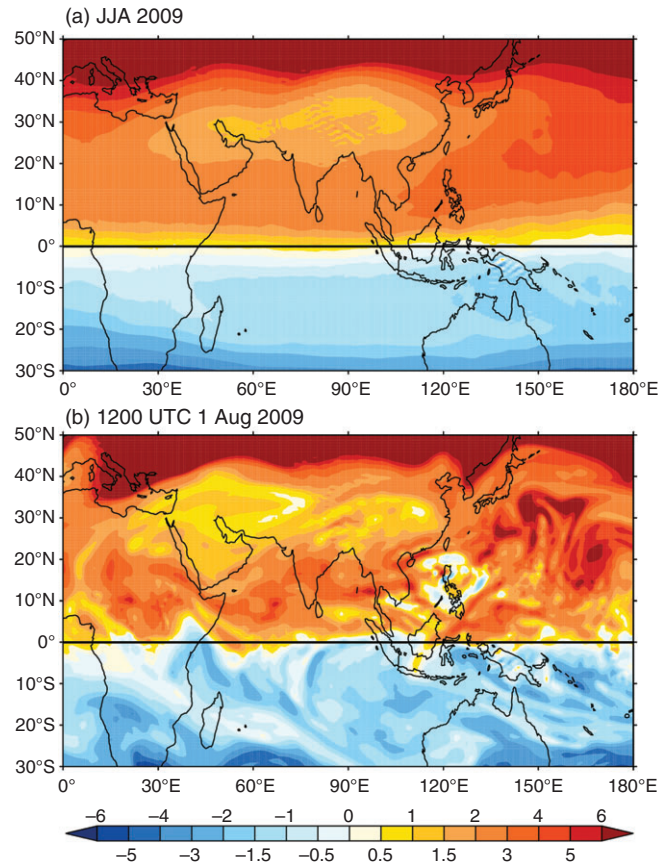 (a) JJA 2009
50°N
40°N
30°N
20°N
10°N
0°
10°S
20°S
30°S
0° 30°E 60°E 90°E 120°E 150°E 180°E
(b) 1200 UTC 1 Aug 2009
50°N
40°N
30°N
20°N
10°N
0°
10°S
20°S
30°S
0° 30°E 60°E 90°E 120°E 150°E 180°E
−6 −4 −2 −1 0 1 2 4 6
−5 −3 −1.5 −0.5 0.5 1.5 3 5